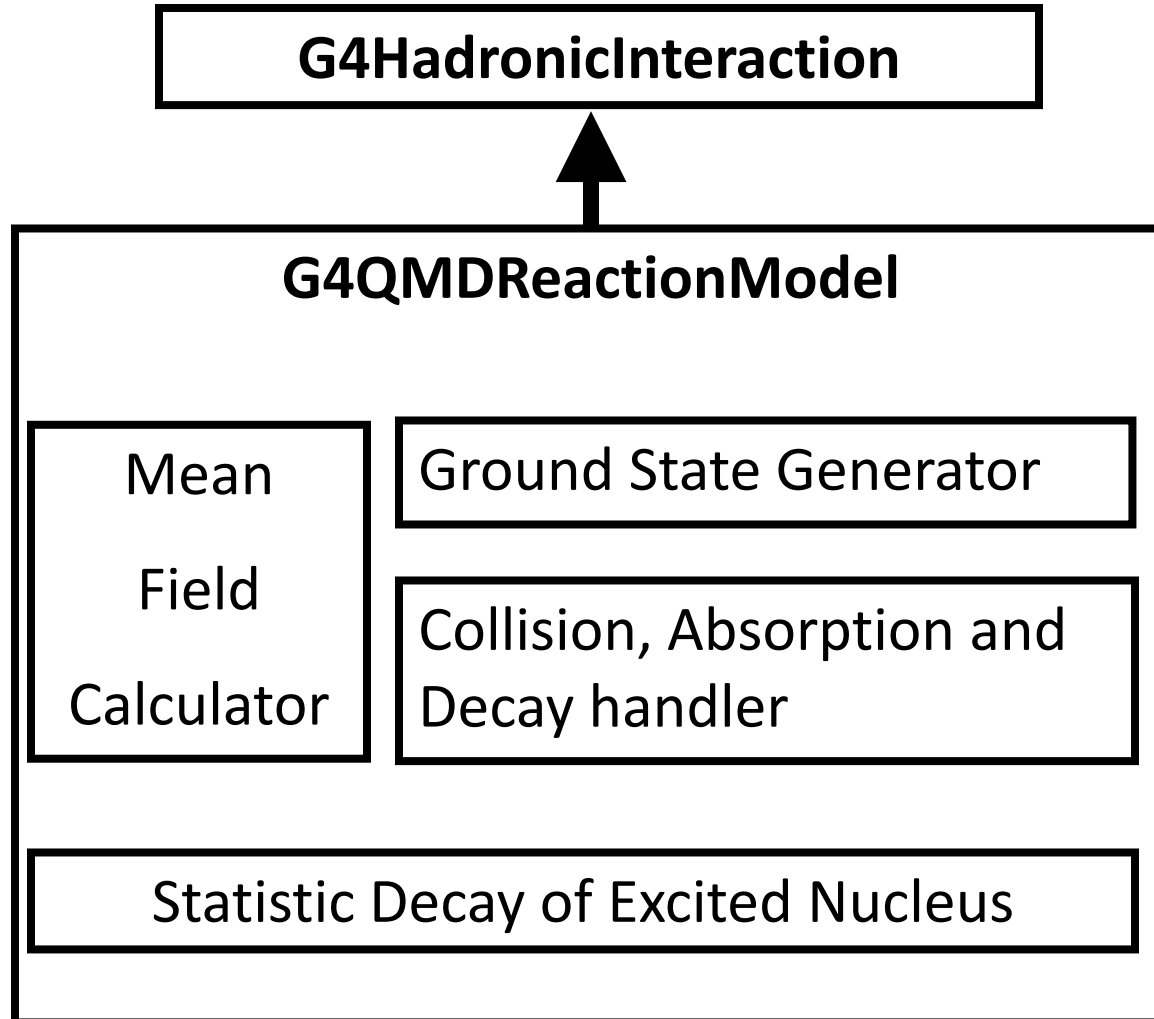 G4HadronicInteraction
G4QMDReactionModel
Mean
Field
Calculator
Ground State Generator
Collision, Absorption and
Decay handler
Statistic Decay of Excited Nucleus